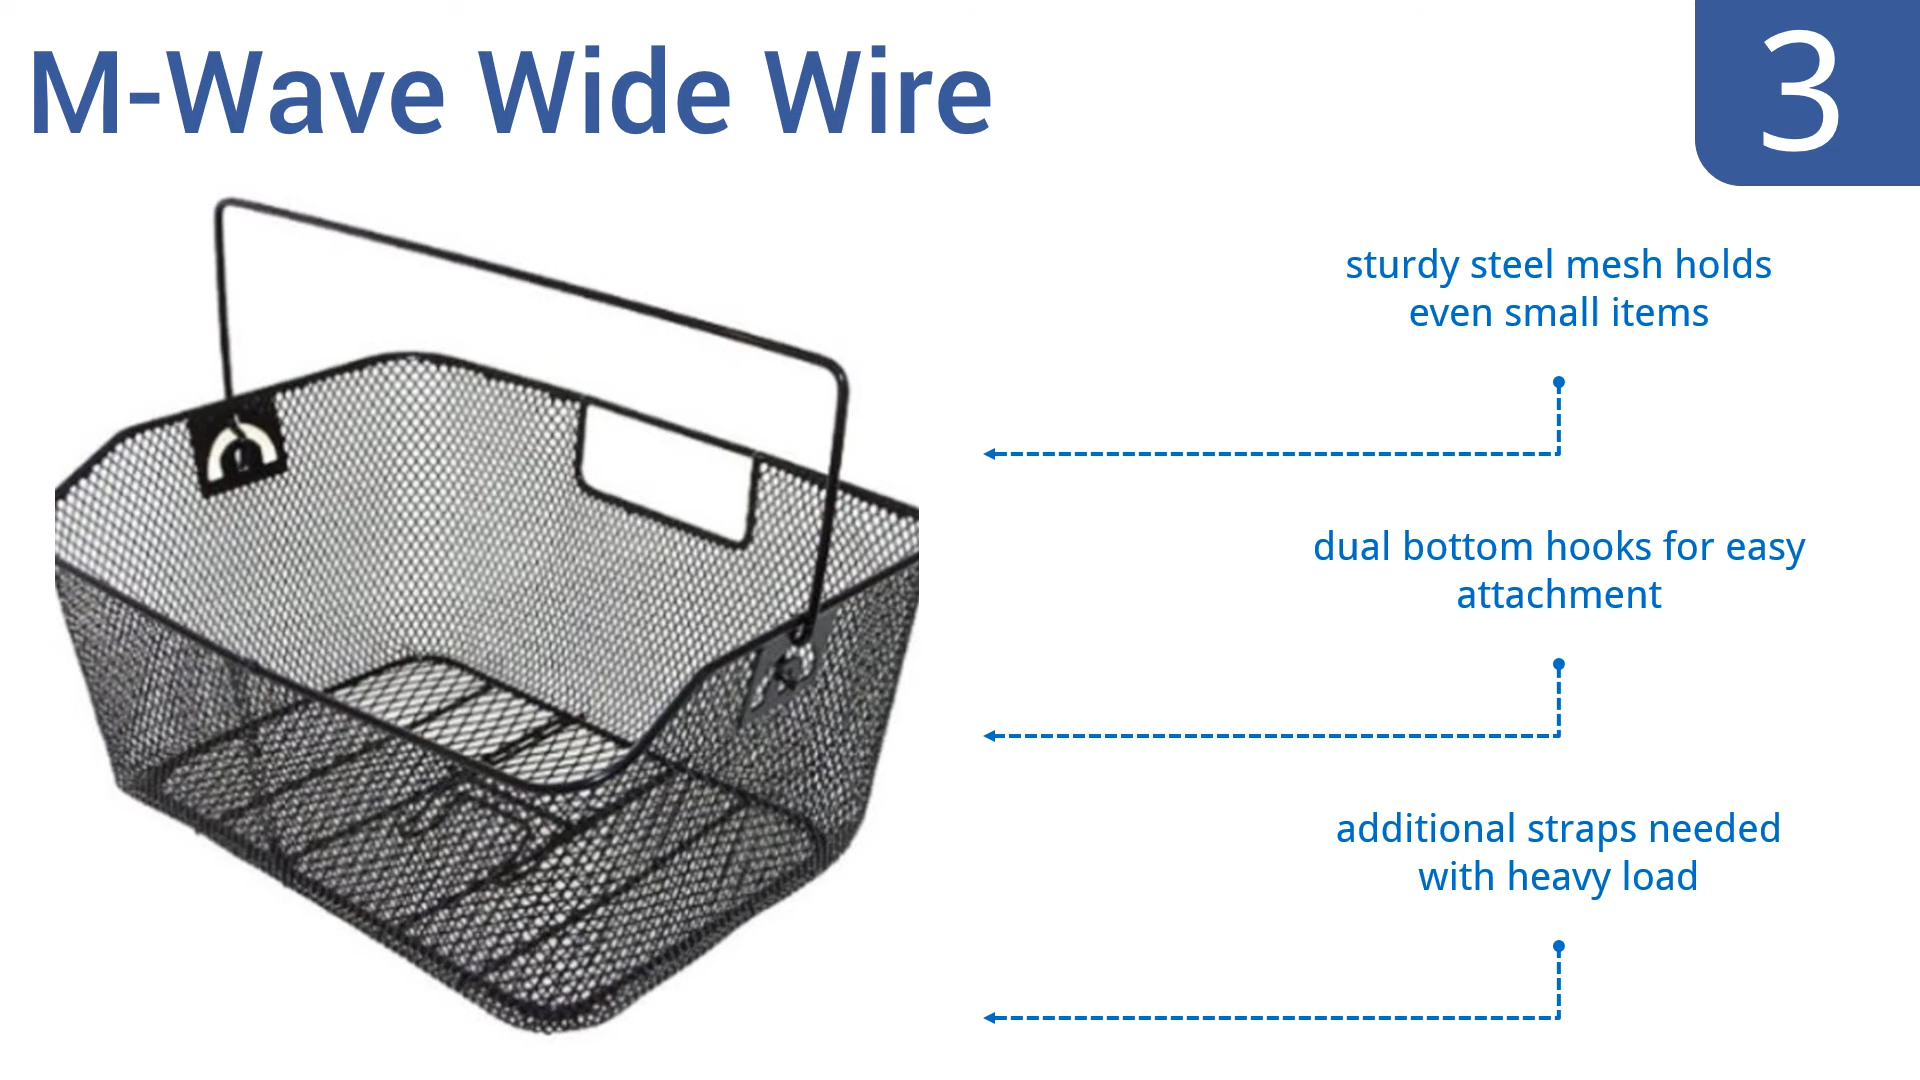 M-Wave Wide Wire
3
sturdy steel mesh holds
even small items
dual bottom hooks for easy
attachment
additional straps needed
with heavy load